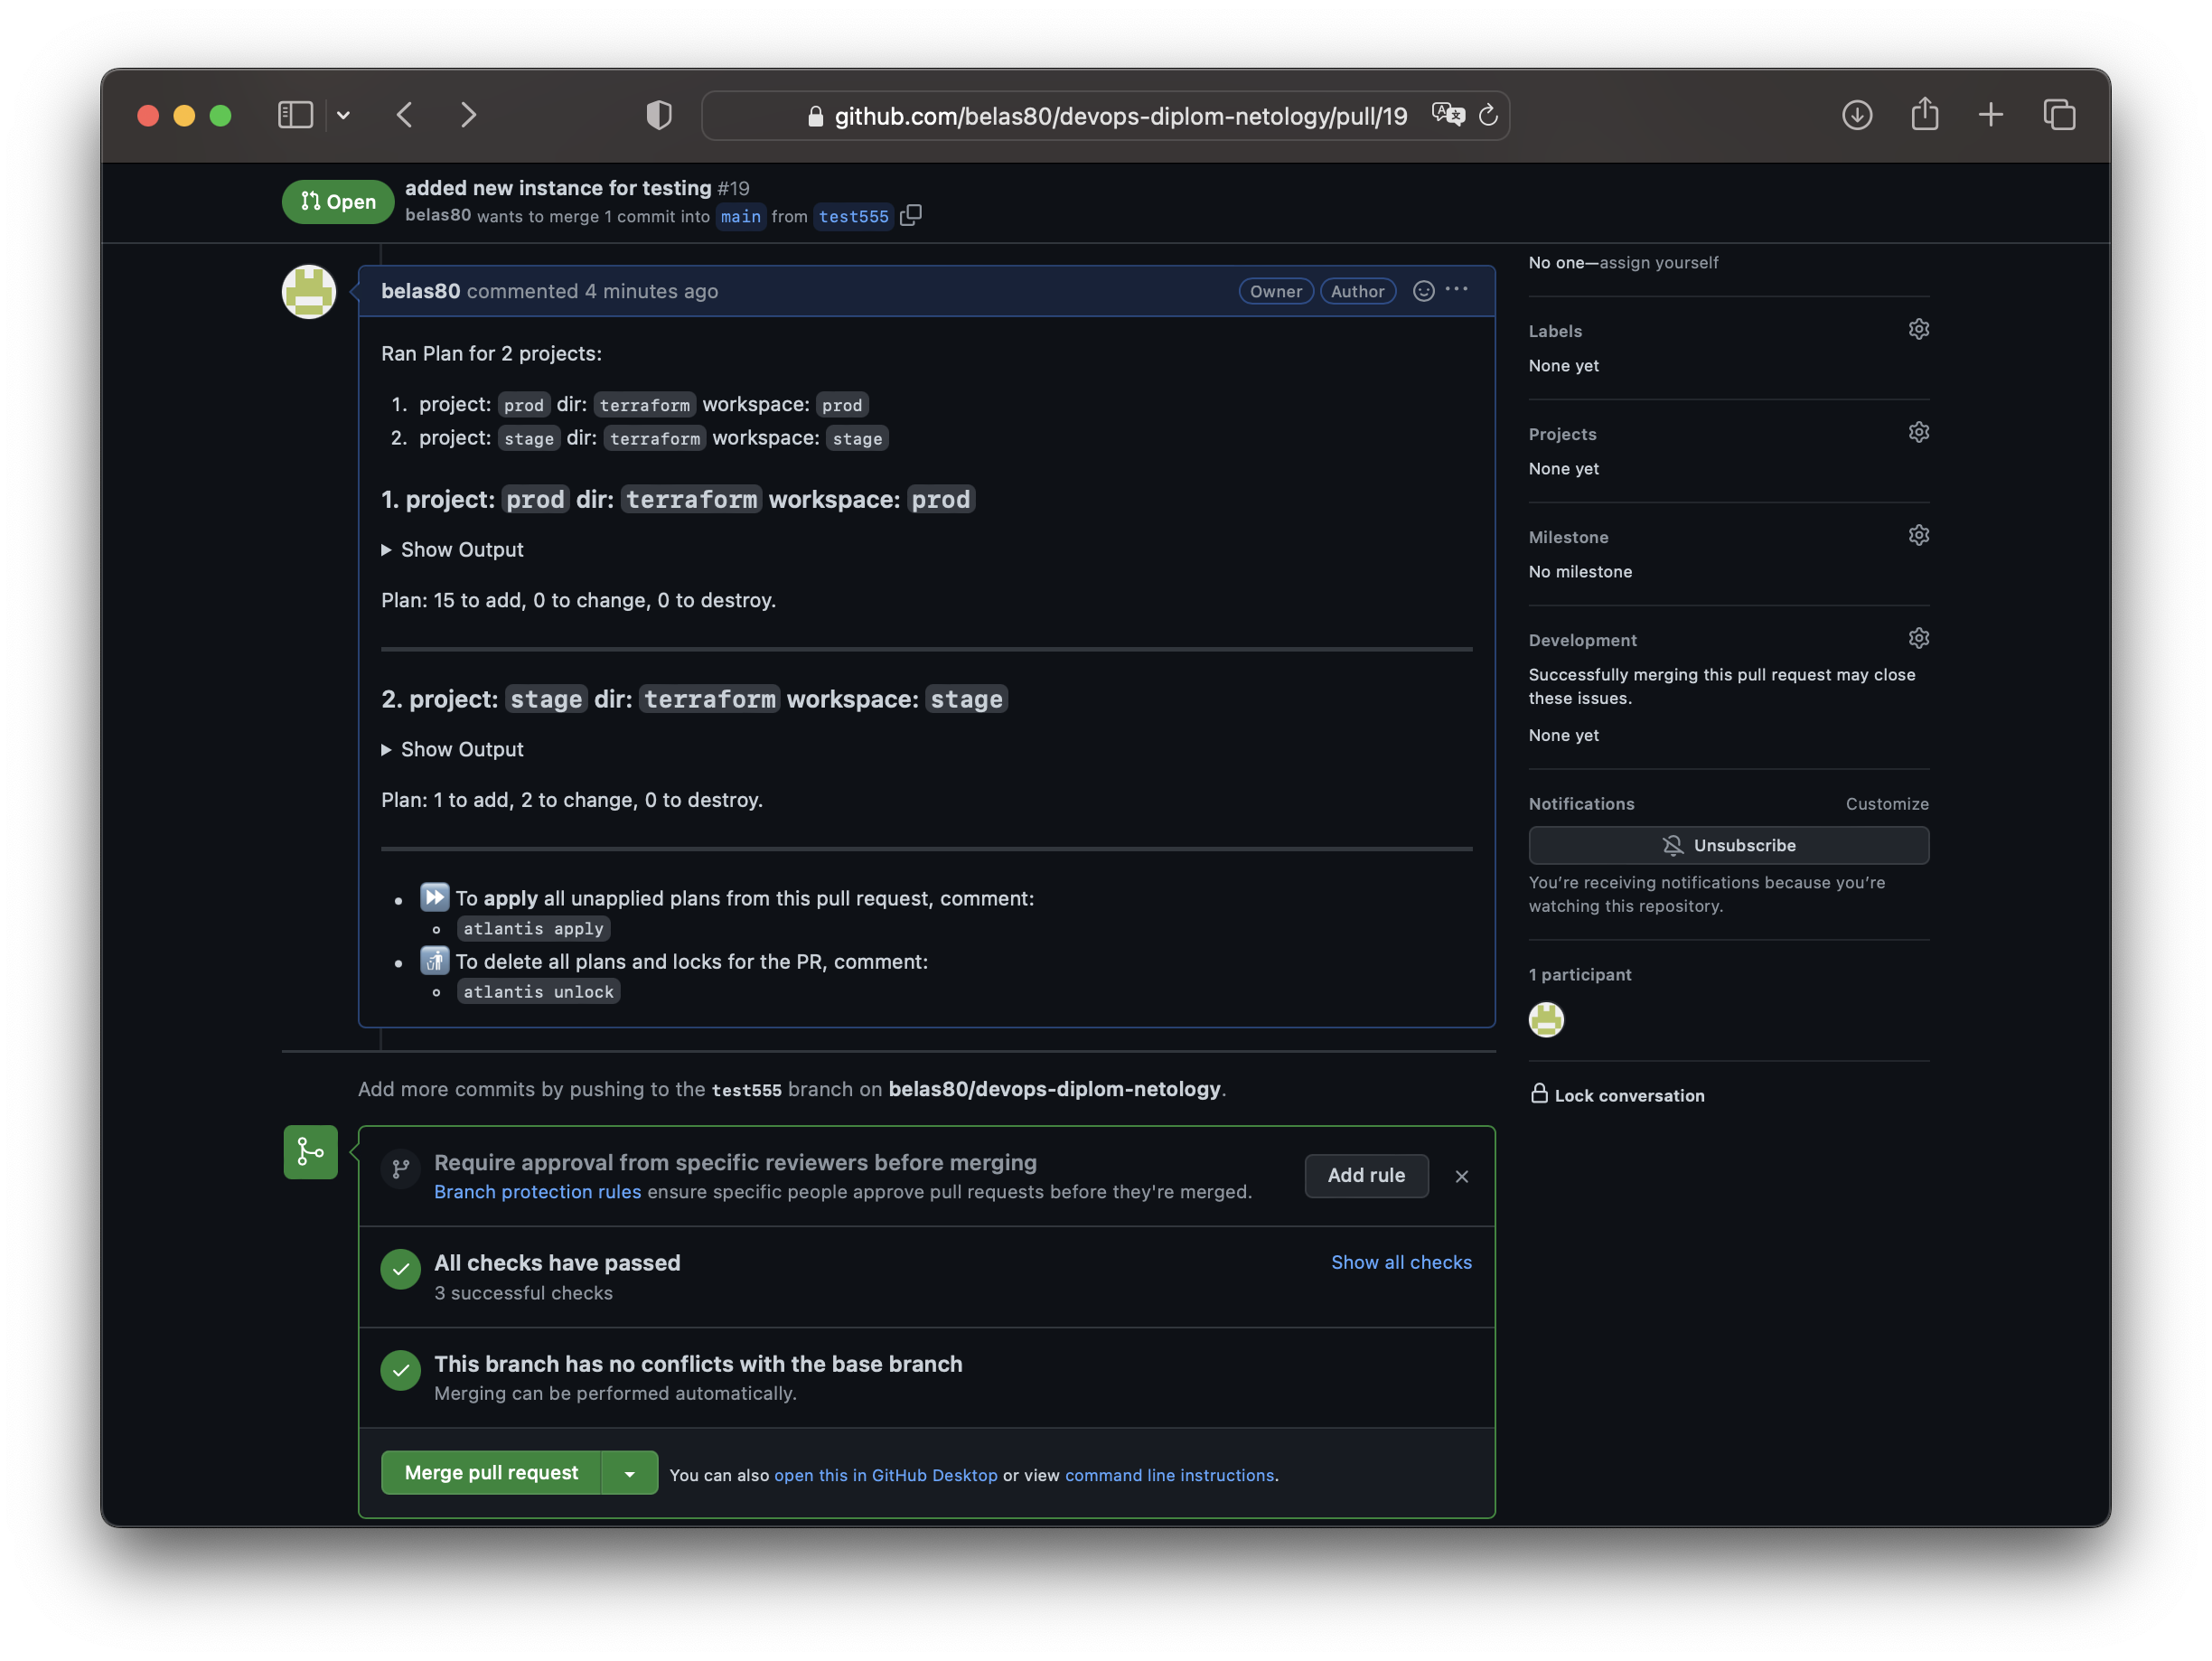 github.com/belas80/devops-diplom-netology/pull/19
Open
added new instance for testing #19
belas80 wants to merge 1 commit into main from test555
belas80 commented 4 minutes ago
Owner
Author
Ran Plan for 2 projects:
1. project: prod dir: terraform workspace: prod
2. project: stage dir: terraform workspace: stage
1. project: prod dir: terraform workspace: prod
Show Output
Plan: 15 to add, 0 to change, 0 to destroy.
2. project: stage dir: terraform workspace: stage
Show Output
Plan: 1 to add, 2 to change, 0 to destroy.
To apply all unapplied plans from this pull request, comment:
atlantis apply
To delete all plans and locks for the PR, comment:
atlantis unlock
Add more commits by pushing to the test555 branch on belas80/devops-diplom-netology.
Require approval from specific reviewers before merging
Branch protection rules ensure specific people approve pull requests before they're merged.
Add rule
All checks have passed
3 successful checks
Show all checks
This branch has no conflicts with the base branch
Merging can be performed automatically.
Merge pull request
You can also open this in GitHub Desktop or view command line instructions.
No one—assign yourself
Labels
None yet
Projects
None yet
Milestone
No milestone
Development
Successfully merging this pull request may close
these issues.
None yet
Notifications
Customize
Unsubscribe
You're receiving notifications because you're
watching this repository.
1 participant
Lock conversation